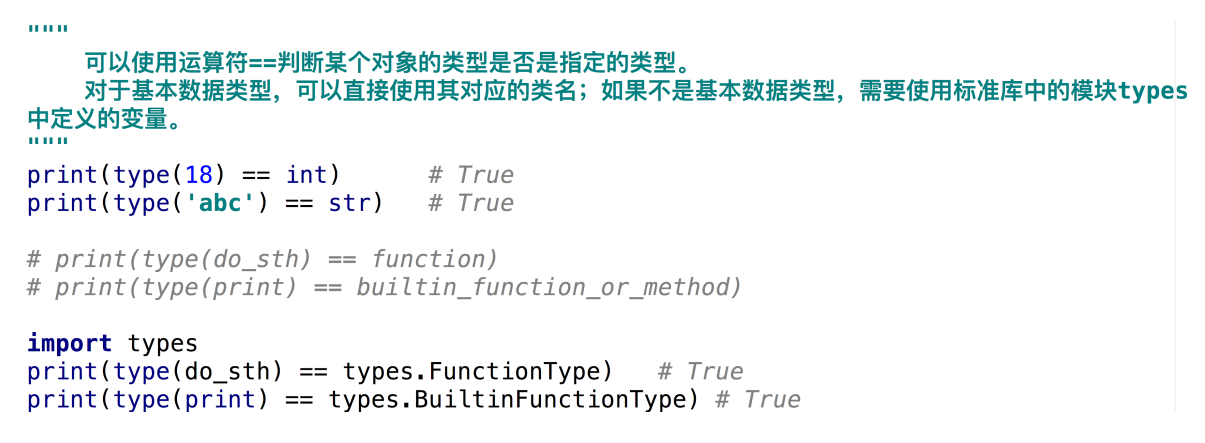 """
    可以使用运算符==判断某个对象的类型是否是指定的类型。
    对于基本数据类型，可以直接使用其对应的类名；如果不是基本数据类型，需要使用标准库中的模块types
中定义的变量。
"""
print(type(18) == int)      # True
print(type('abc') == str)   # True

# print(type(do_sth) == function)
# print(type(print) == builtin_function_or_method)

import types
print(type(do_sth) == types.FunctionType)   # True
print(type(print) == types.BuiltinFunctionType) # True